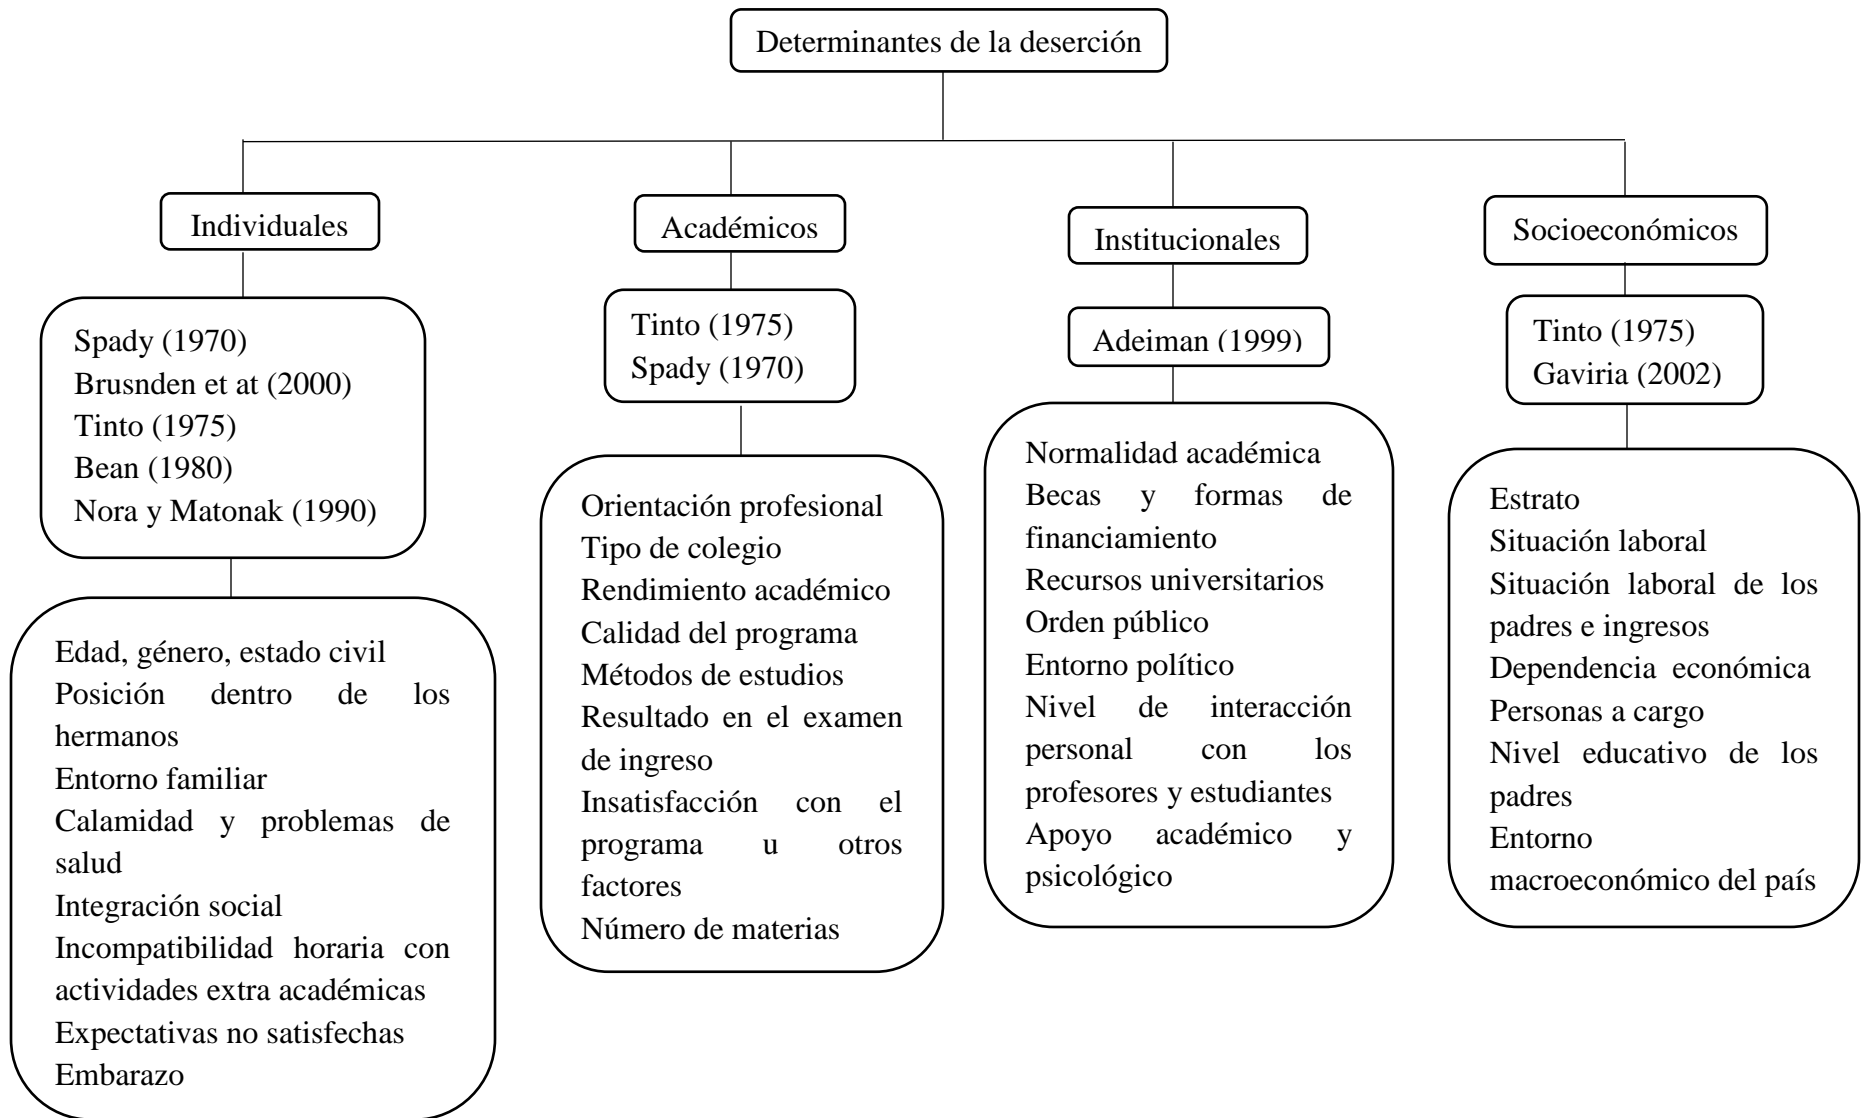 Determinantes de la deserción
Individuales
Académicos
Institucionales
Socioeconómicos
Spady (1970)
Brusnden et at (2000)
Tinto (1975)
Bean (1980)
Nora y Matonak (1990)
Tinto (1975)
Spady (1970)
Adeiman (1999)
Tinto (1975)
Gaviria (2002)
Edad, género, estado civil
Posición dentro de los
hermanos
Entorno familiar
Calamidad y problemas de
salud
Integración social
Incompatibilidad horaria con
actividades extra académicas
Expectativas no satisfechas
Embarazo
Orientación profesional
Tipo de colegio
Rendimiento académico
Calidad del programa
Métodos de estudios
Resultado en el examen
de ingreso
Insatisfacción con el
programa u otros
factores
Número de materias
Normalidad académica
Becas y formas de
financiamiento
Recursos universitarios
Orden público
Entorno político
Nivel de interacción
personal con los
profesores y estudiantes
Apoyo académico y
psicológico
Estrato
Situación laboral
Situación laboral de los
padres e ingresos
Dependencia económica
Personas a cargo
Nivel educativo de los
padres
Entorno
macroeconómico del país